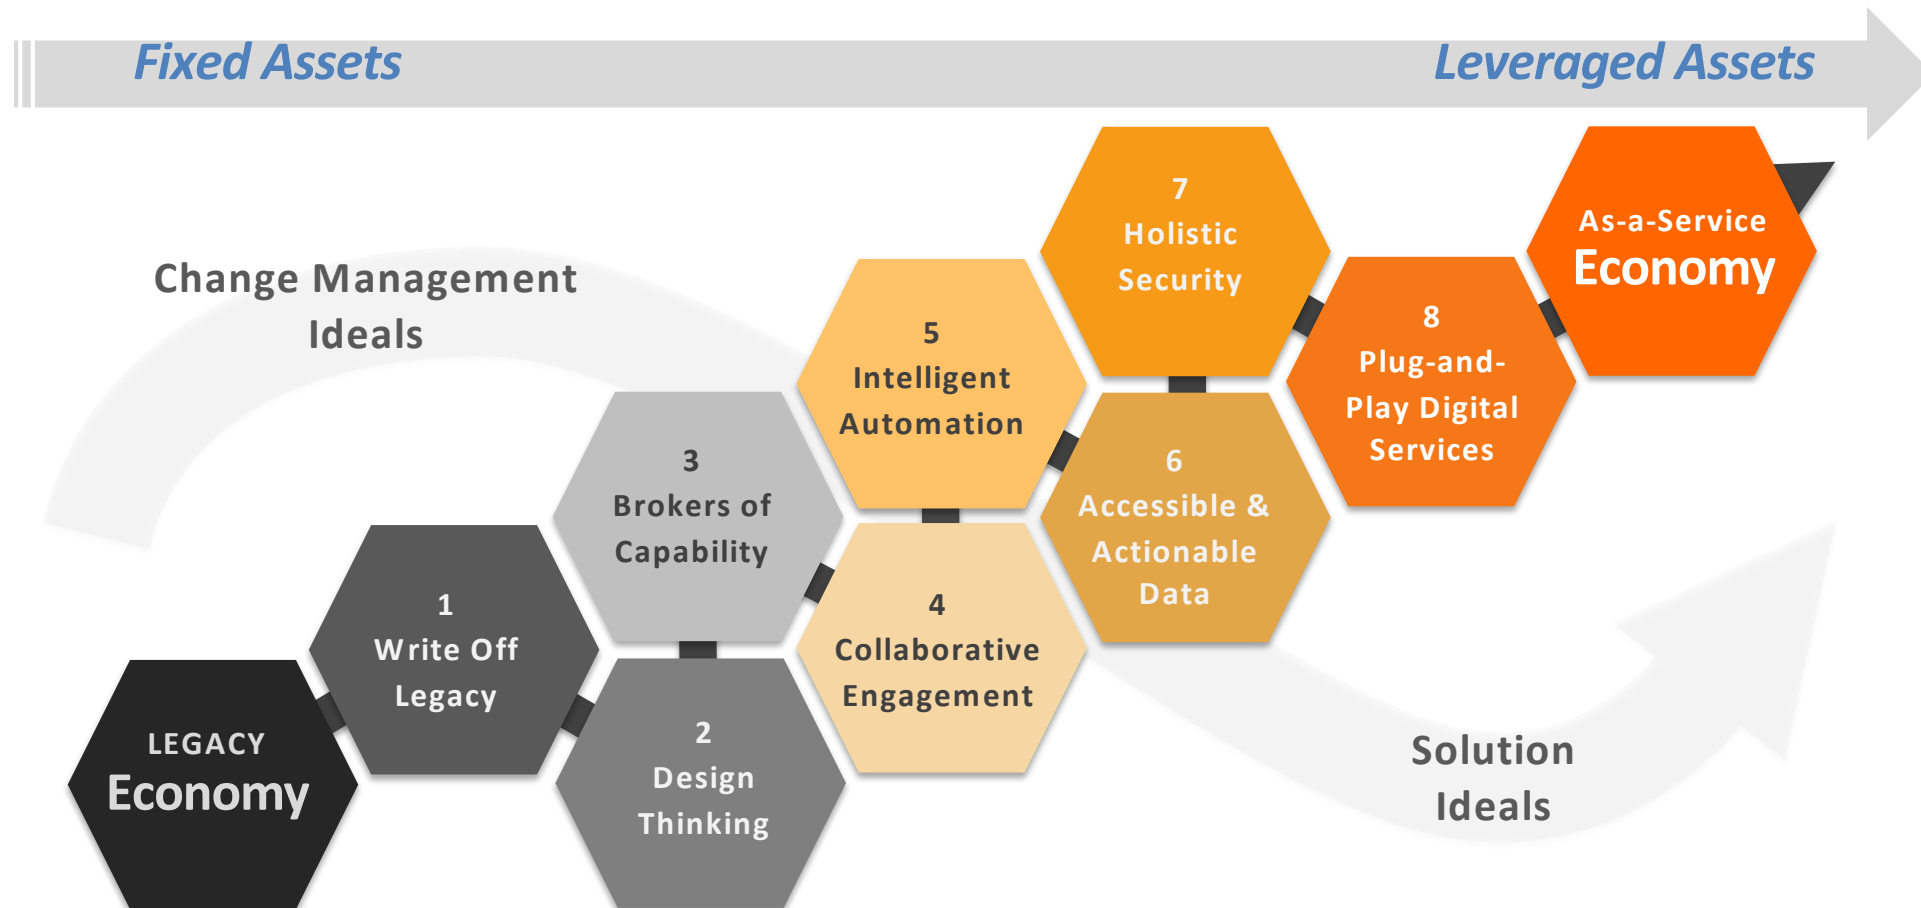 Fixed Assets
Leveraged Assets
Change Management
Ideals
LEGACY
Economy
1
Write Off
Legacy
2
Design
Thinking
3
Brokers of
Capability
4
Collaborative
Engagement
5
Intelligent
Automation
6
Accessible &
Actionable
Data
7
Holistic
Security
8
Plug-and-
Play Digital
Services
As-a-Service
Economy
Solution
Ideals